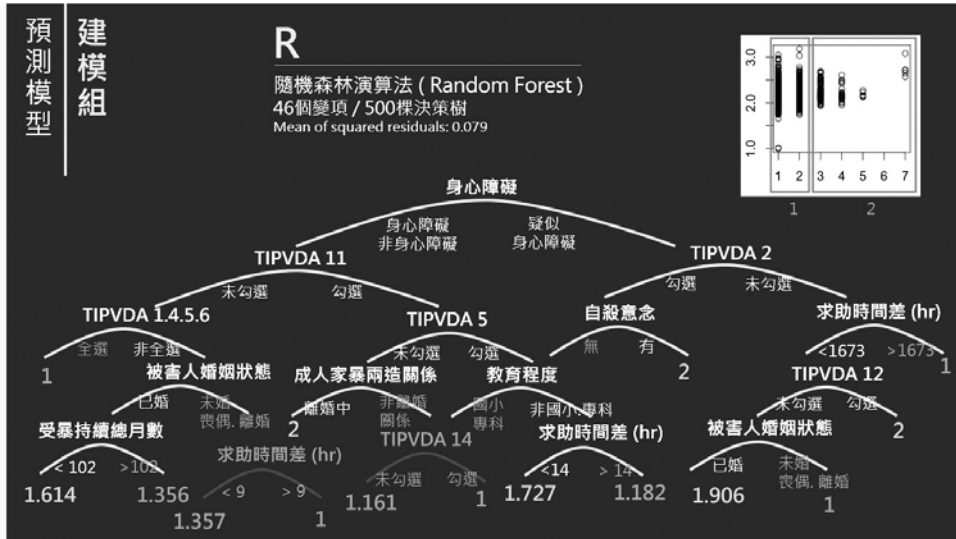 預測模型
建模組
R
隨機森林演算法 ( Random Forest )
46個變項 / 500棵決策樹
Mean of squared residuals: 0.079
3.0
2.0
1.0
1 2 3 4 5 6 7
1 2
身心障礙
身心障礙 疑似
非身心障礙 身心障礙
TIPVDA 11 TIPVDA 2
未勾選 勾選 勾選 未勾選
TIPVDA 1.4.5.6 TIPVDA 5 自殺意念 求助時間差 (hr)
全選 非全選 未勾選 勾選 無 有 <1673 >1673
1 被害人婚姻狀態 成人家暴兩造關係 教育程度 2 TIPVDA 12 1
已婚 未婚 離婚中 非離婚 國小 非國小.專科 未勾選 勾選
喪偶. 離婚 關係 專科
受暴持續總月數 2 TIPVDA 14 求助時間差 (hr) 被害人婚姻狀態 2
< 102 >102 求助時間差 (hr) 未勾選 勾選 <14 > 14 已婚 未婚
喪偶. 離婚
1.614 1.356 < 9 > 9 1.161 1 1.727 1.182 1.906 1
1.357 1